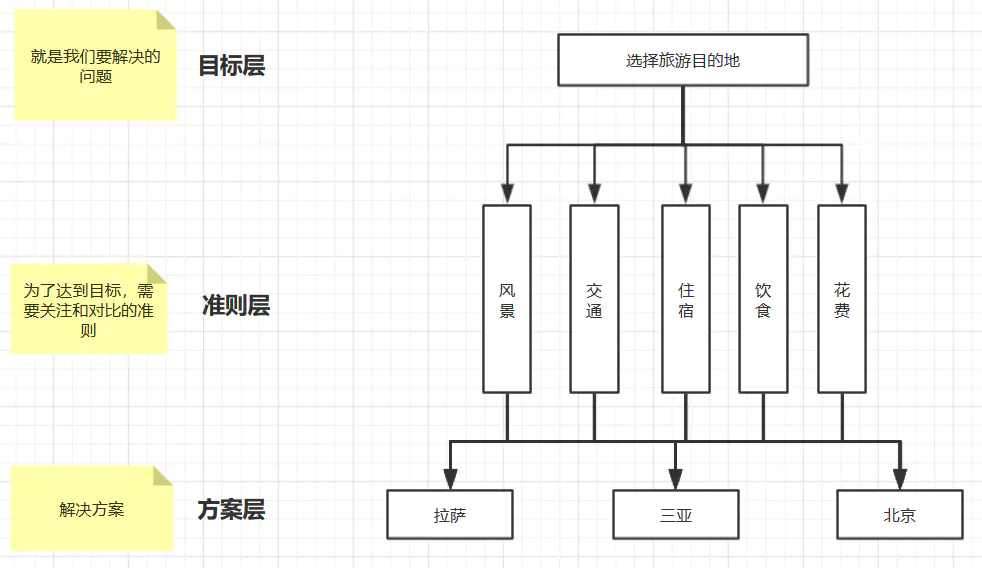 就是我们要解决的
问题
目标层
选择旅游目的地
为了达到目标，需
要关注和对比的准
则
准则层
风
景
交
通
住
宿
饮
食
花
费
解决方案
方案层
拉萨
三亚
北京